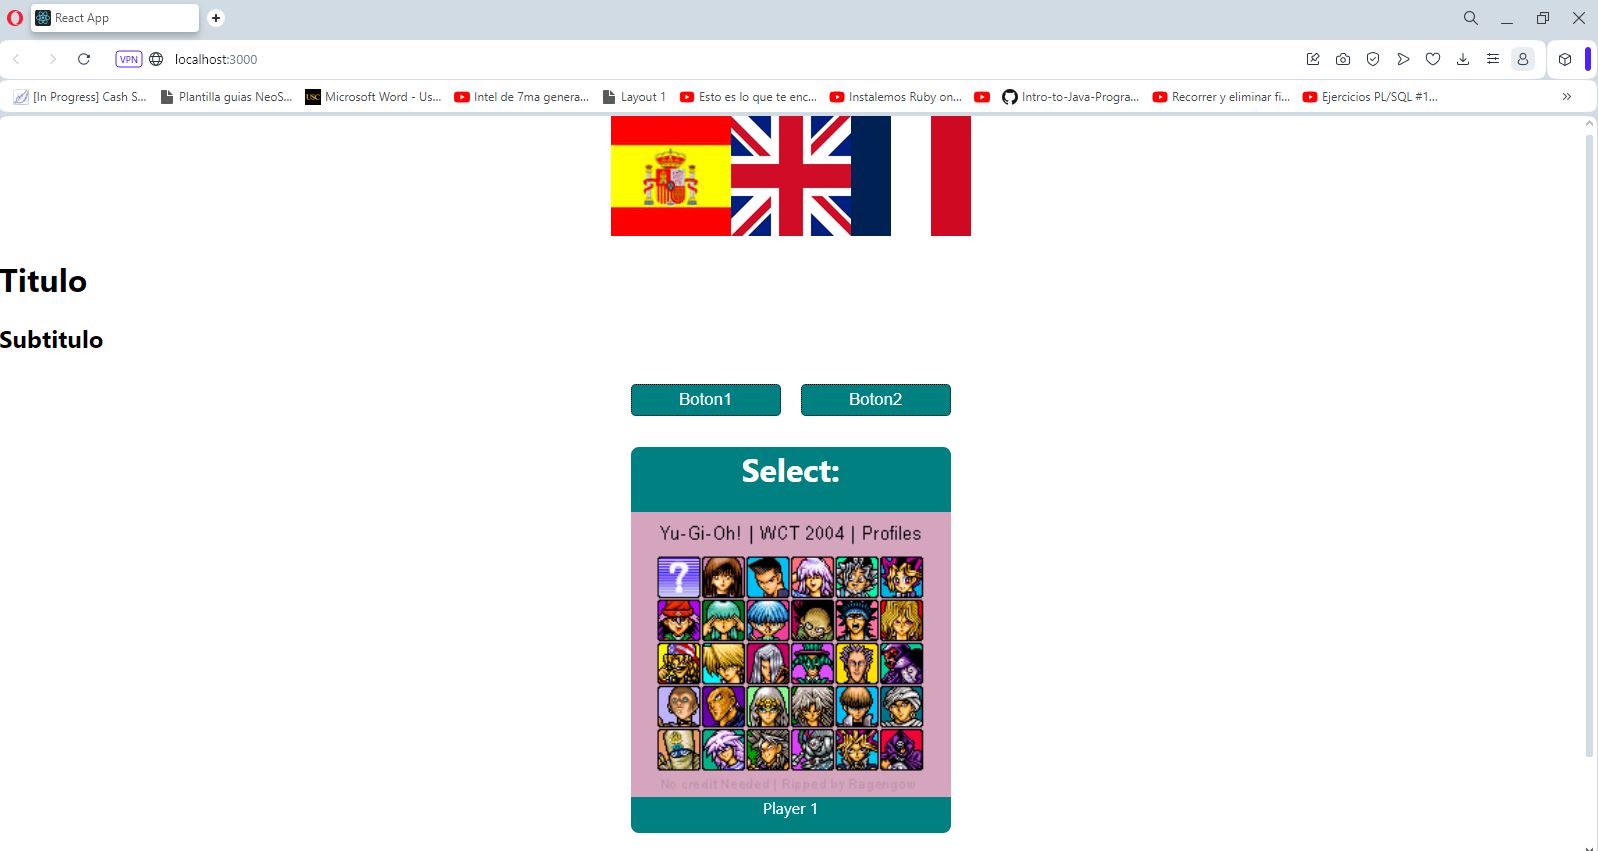 React App
VPN
localhost:3000
[In Progress] Cash S...
Plantilla guias NeoS...
USC
Microsoft Word - Us...
Intel de 7ma genera...
Layout 1
Esto es lo que te enc...
Instalemos Ruby on...
Intro-to-Java-Progra...
Recorrer y eliminar fi...
Ejercicios PL/SQL #1...
Titulo
Subtitulo
Boton1
Boton2
Select:
Yu-Gi-Oh! | WCT 2004 | Profiles
?
No credit Needed | Ripped by Ragengow
Player 1